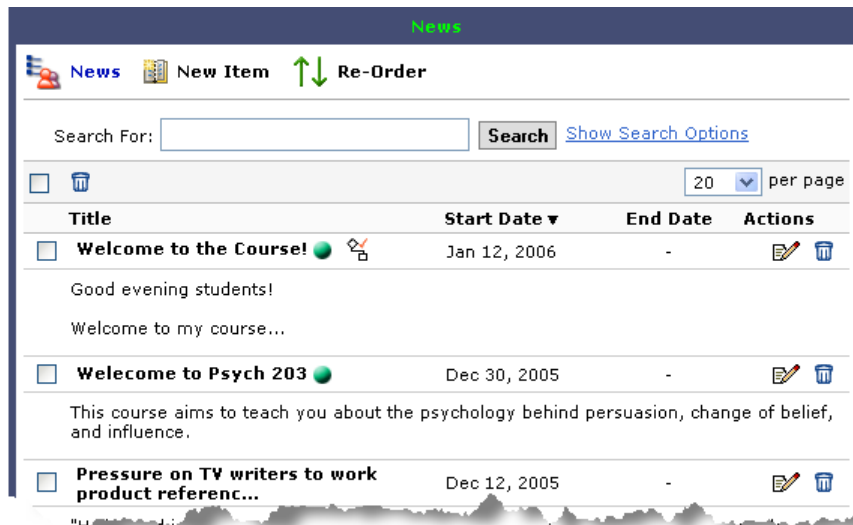 News
News New Item Re-Order
Search For: Search Show Search Options
20 per page
Title Start Date End Date Actions
Welcome to the Course! Jan 12, 2006 -
Good evening students!
Welcome to my course...
Welecome to Psych 203 Dec 30, 2005 -
This course aims to teach you about the psychology behind persuasion, change of belief,
and influence.
Pressure on TV writers to work
product referenc... Dec 12, 2005 -